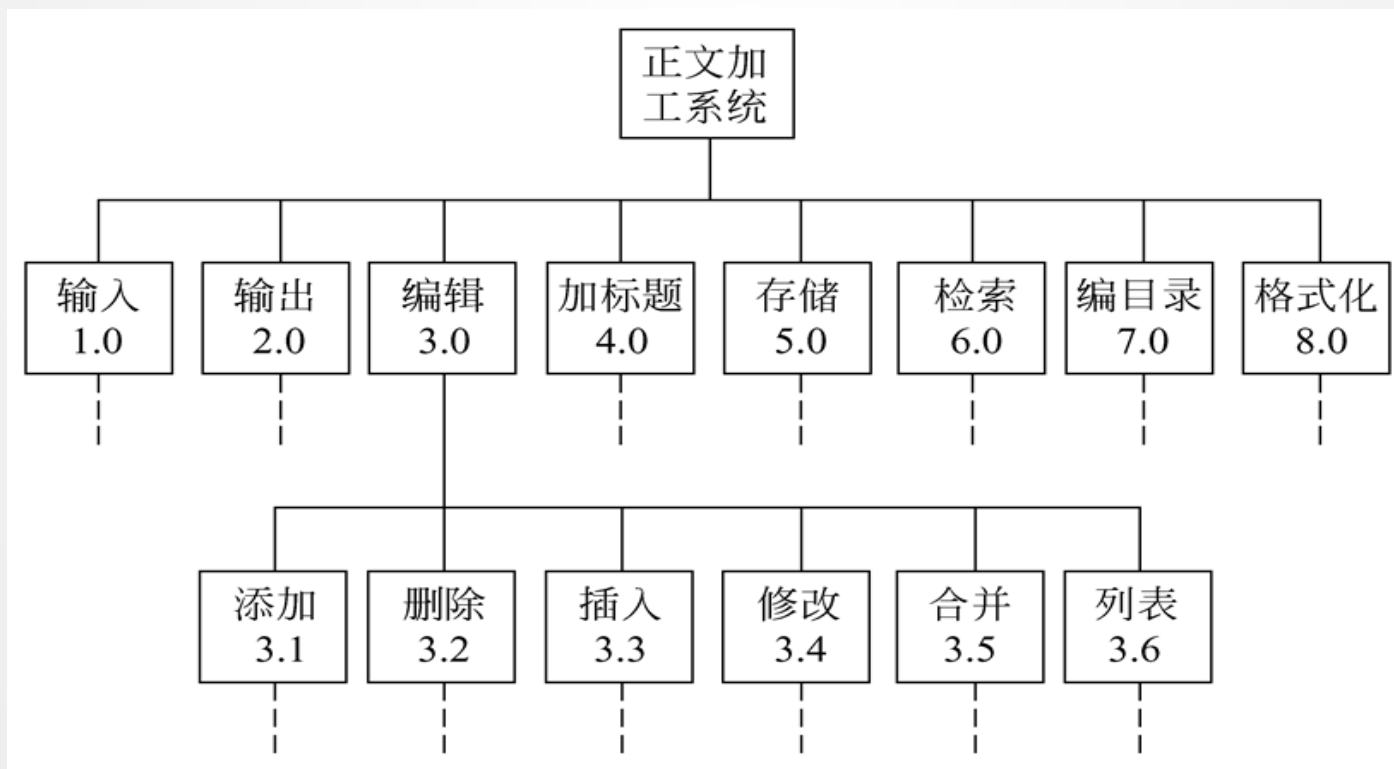 正文加
工系统
输入
1.0
输出
2.0
编辑
3.0
加标题
4.0
存储
5.0
检索
6.0
编目录
7.0
格式化
8.0
添加
3.1
删除
3.2
插入
3.3
修改
3.4
合并
3.5
列表
3.6